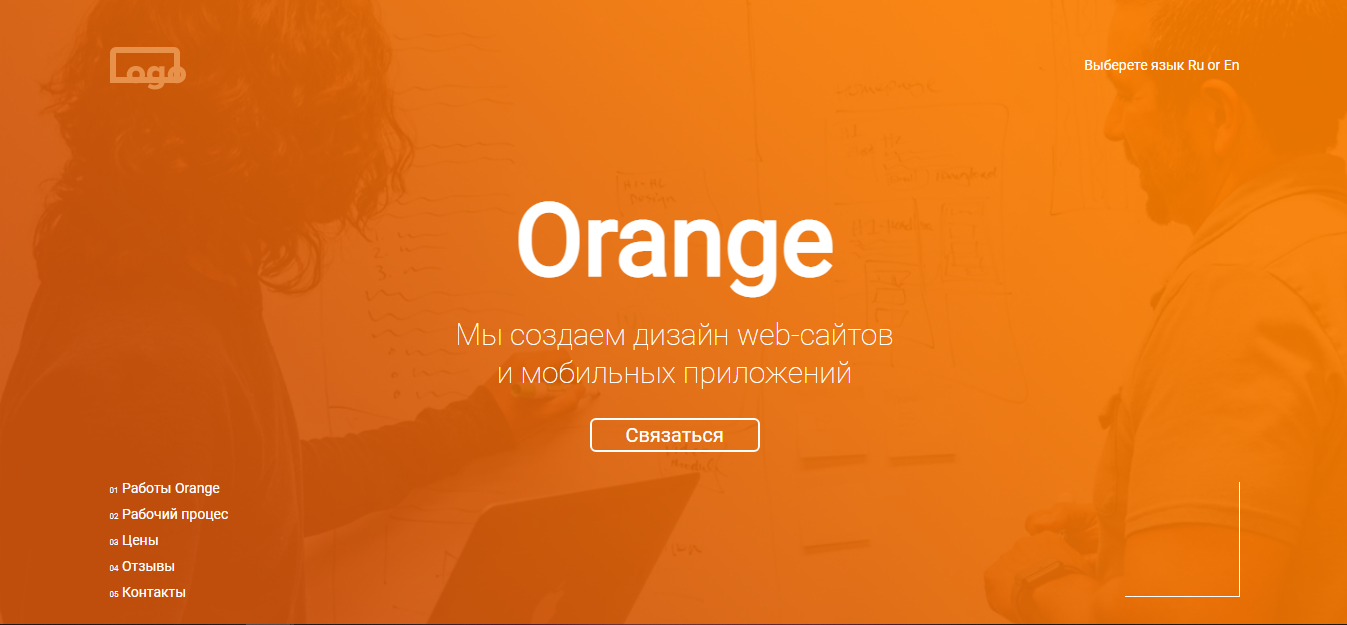 Logo
Выберете язык Ru or En
Orange
Мы создаем дизайн web-сайтов
и мобильных приложений
Связаться
01 Работы Orange
02 Рабочий процес
03 Цены
04 Отзывы
05 Контакты